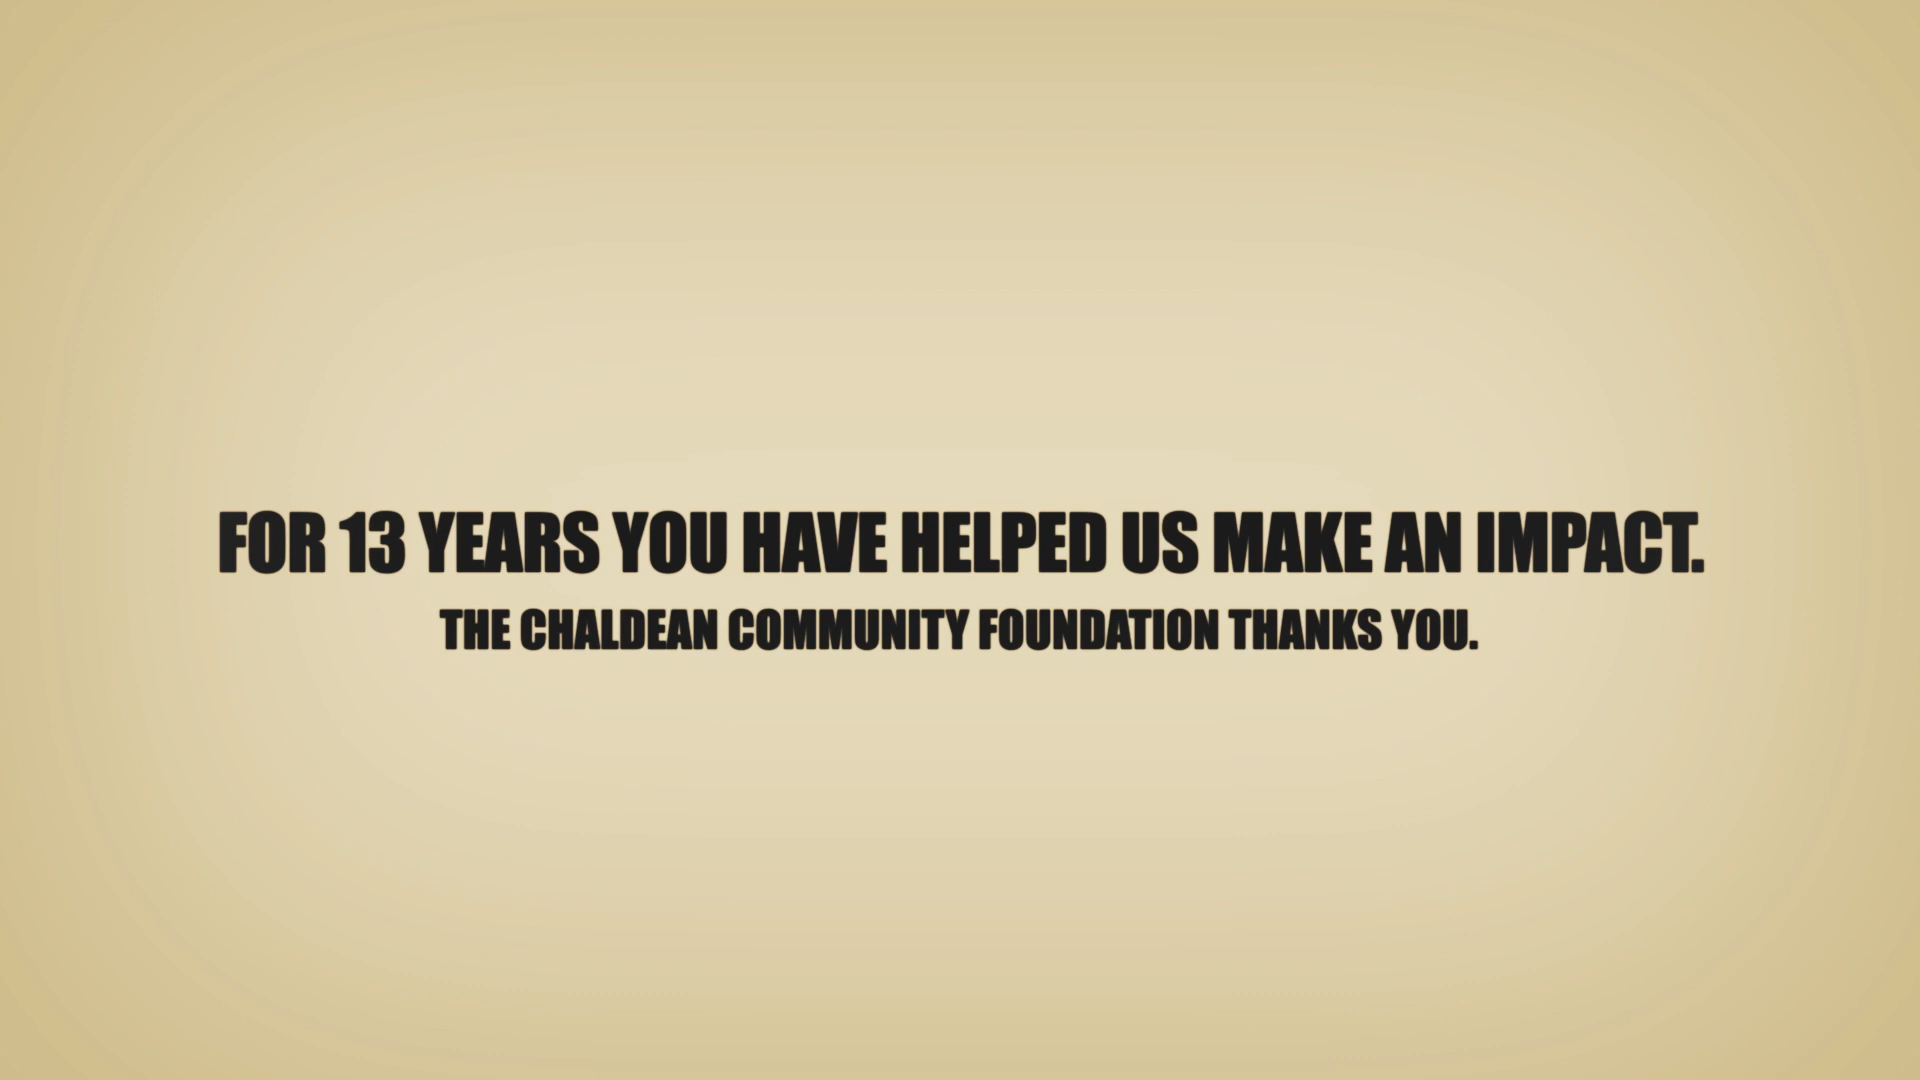 FOR 13 YEARS YOU HAVE HELPED US MAKE AN IMPACT.
THE CHALDEAN COMMUNITY FOUNDATION THANKS YOU.